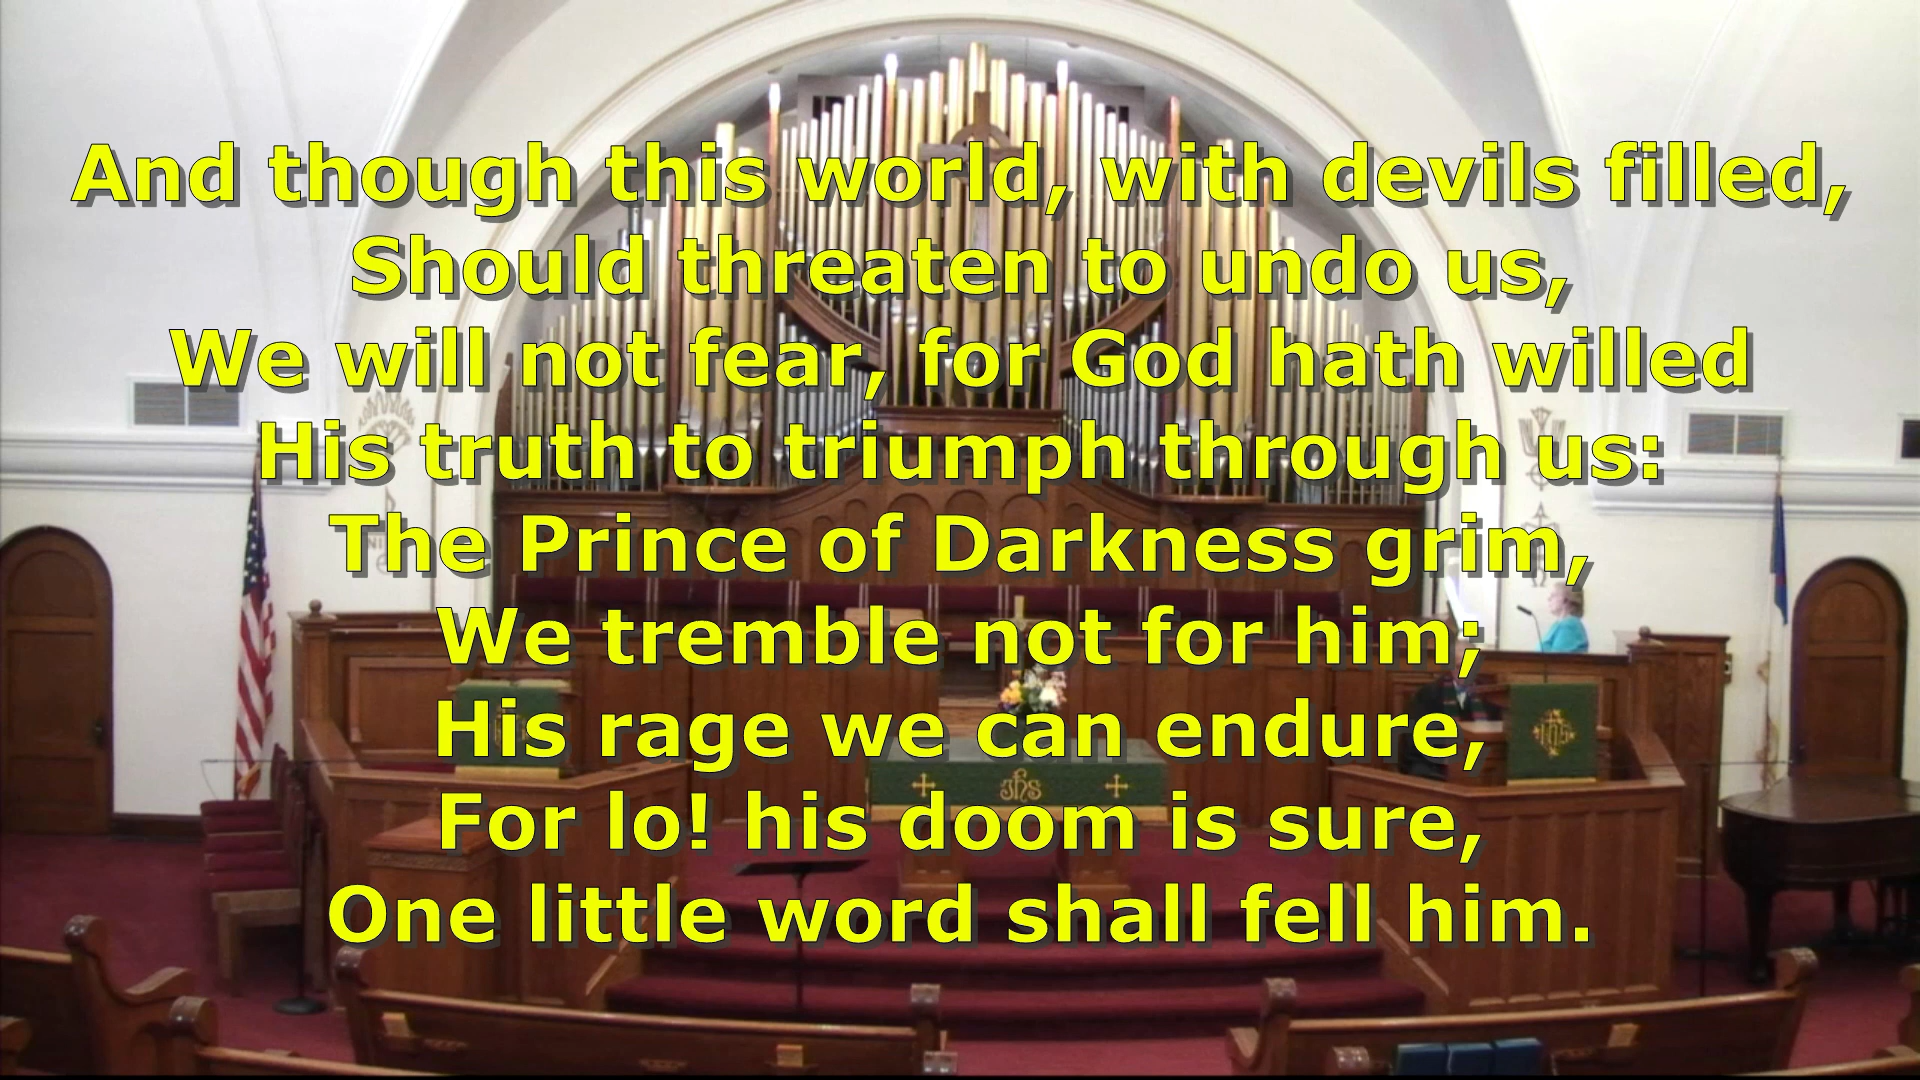 And though this world, with devils filled,
Should threaten to undo us,
We will not fear, for God hath willed
His truth to triumph through us:
The Prince of Darkness grim,
We tremble not for him;
His rage we can endure,
For lo! his doom is sure,
One little word shall fell him.
IHS
IHS